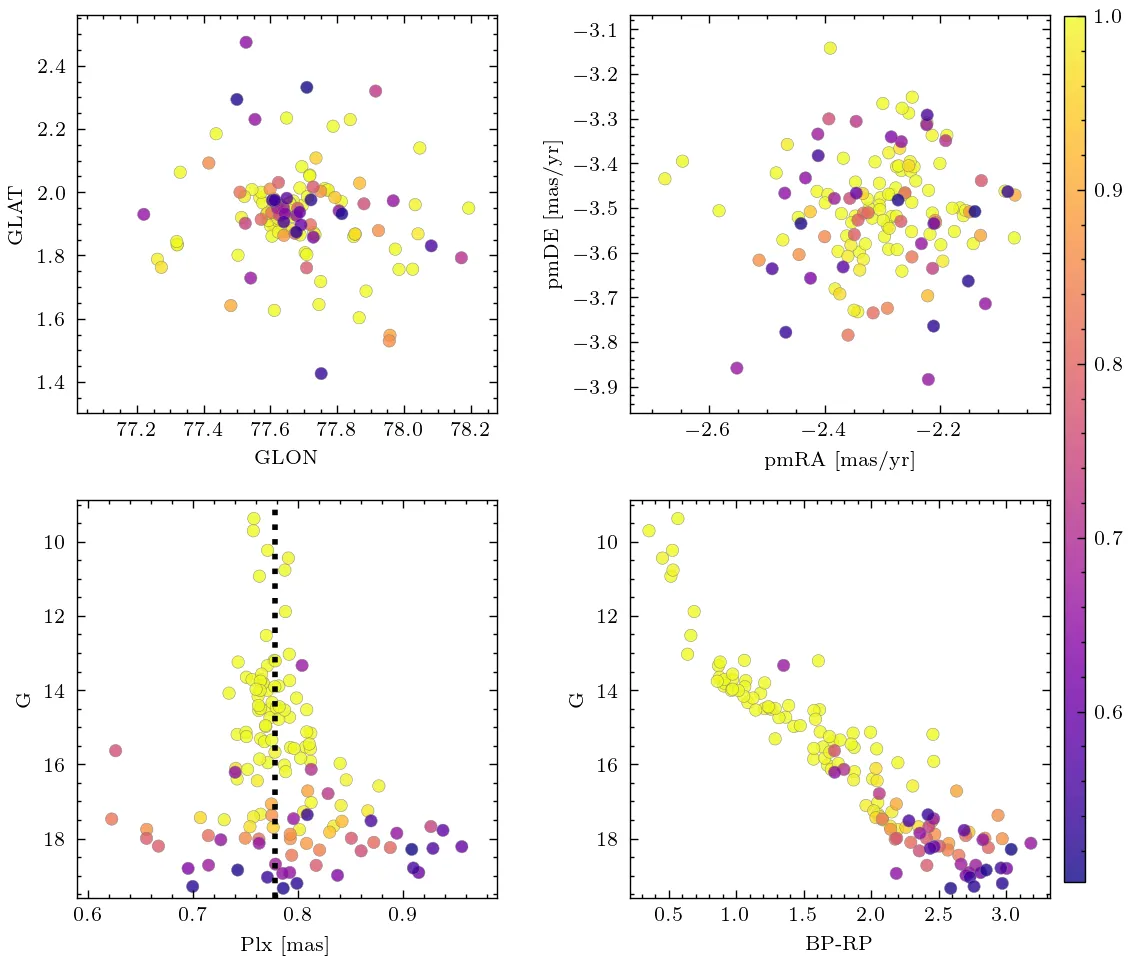 2.4
2.2
2.0
1.8
1.6
1.4
GLAT
77.2 77.4 77.6 77.8 78.0 78.2
GLON
−3.1
−3.2
−3.3
−3.4
−3.5
−3.6
−3.7
−3.8
−3.9
pmDE [mas/yr]
−2.6 −2.4 −2.2
pmRA [mas/yr]
1.0
0.9
0.8
0.7
0.6
10
12
14
16
18
G
0.6 0.7 0.8 0.9
Plx [mas]
10
12
14
16
18
G
0.5 1.0 1.5 2.0 2.5 3.0
BP-RP